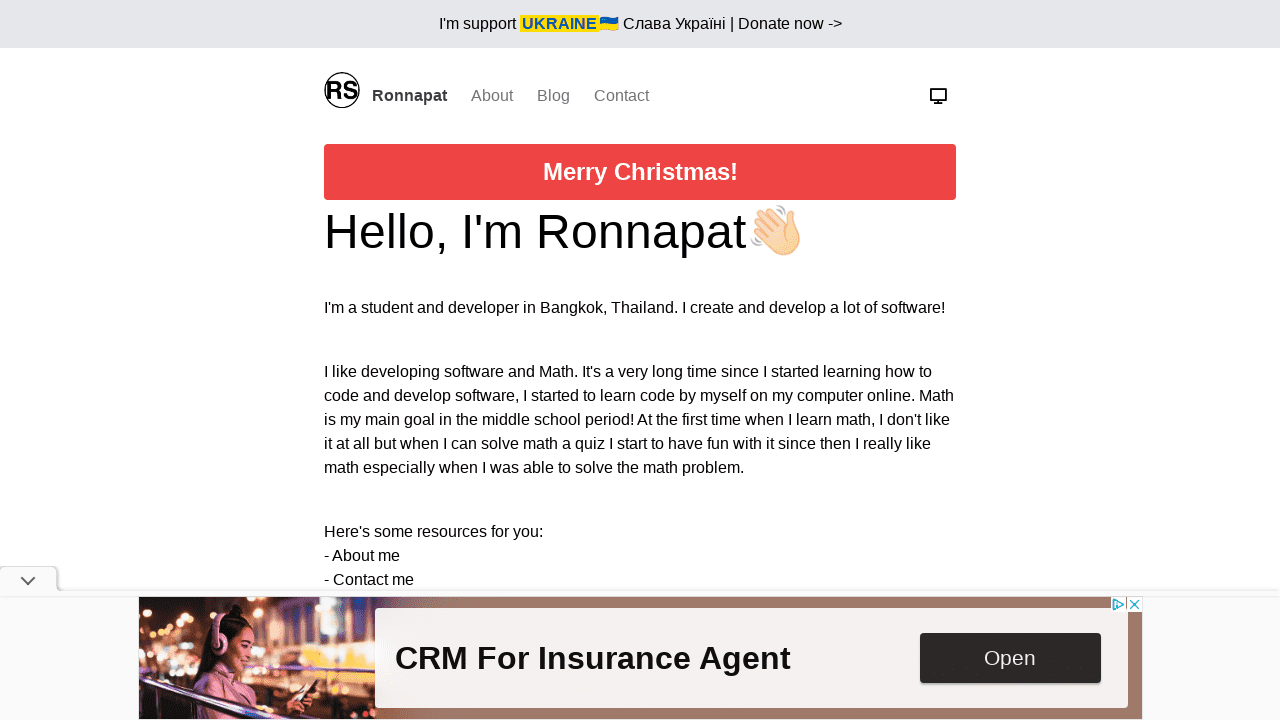 I'm support UKRAINE🇺🇦 Слава Україні | Donate now ->
RS Ronnapat About Blog Contact
Merry Christmas!
Hello, I'm Ronnapat👋🏻
I'm a student and developer in Bangkok, Thailand. I create and develop a lot of software!
I like developing software and Math. It's a very long time since I started learning how to
code and develop software, I started to learn code by myself on my computer online. Math
is my main goal in the middle school period! At the first time when I learn math, I don't like
it at all but when I can solve math a quiz I start to have fun with it since then I really like
math especially when I was able to solve the math problem.
Here's some resources for you:
- About me
- Contact me
CRM For Insurance Agent
Open